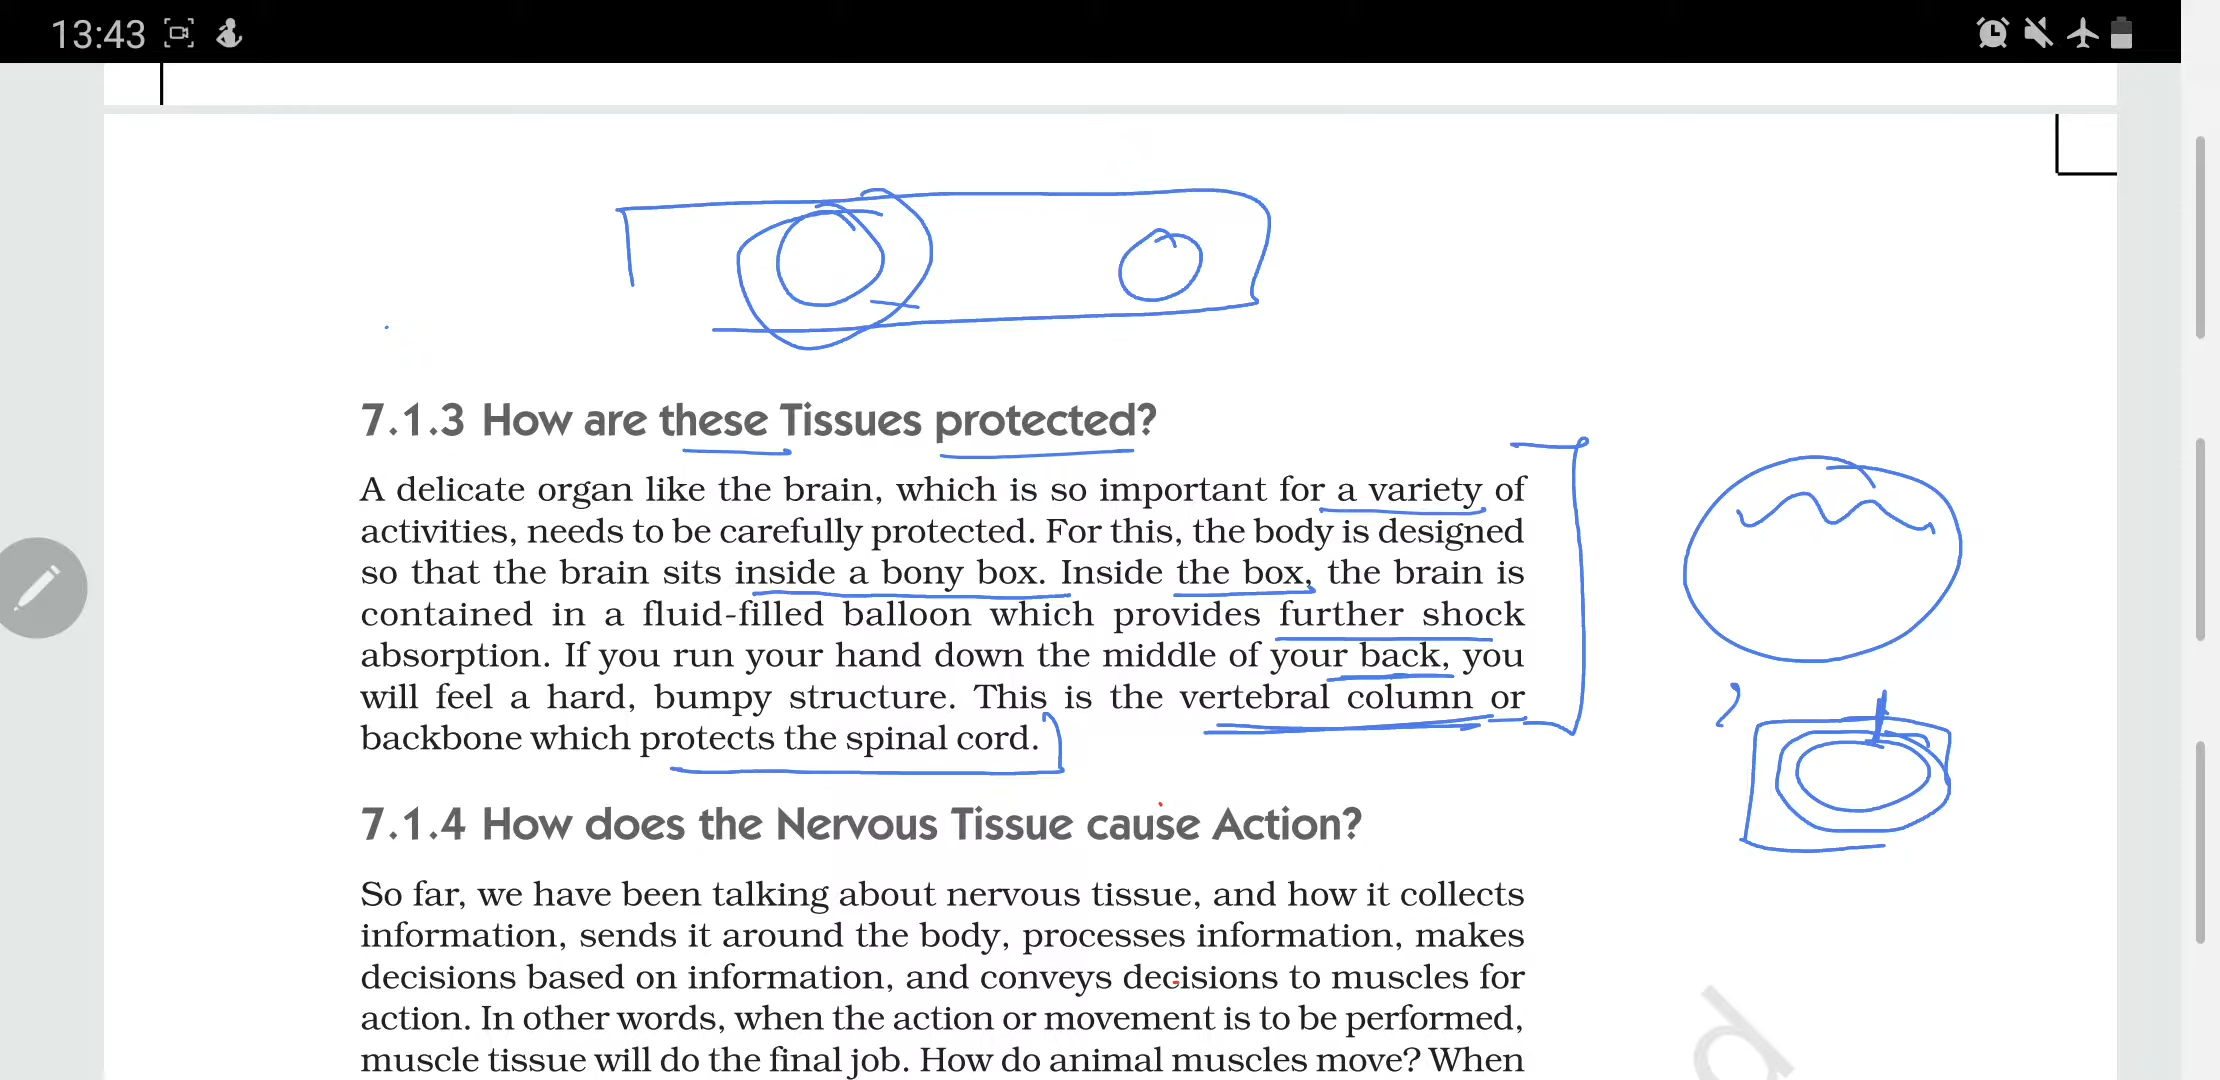 13:43
7.1.3 How are these Tissues protected?
A delicate organ like the brain, which is so important for a variety of
activities, needs to be carefully protected. For this, the body is designed
so that the brain sits inside a bony box. Inside the box, the brain is
contained in a fluid-filled balloon which provides further shock
absorption. If you run your hand down the middle of your back, you
will feel a hard, bumpy structure. This is the vertebral column or
backbone which protects the spinal cord.
7.1.4 How does the Nervous Tissue cause Action?
So far, we have been talking about nervous tissue, and how it collects
information, sends it around the body, processes information, makes
decisions based on information, and conveys decisions to muscles for
action. In other words, when the action or movement is to be performed,
muscle tissue will do the final job. How do animal muscles move? When
d